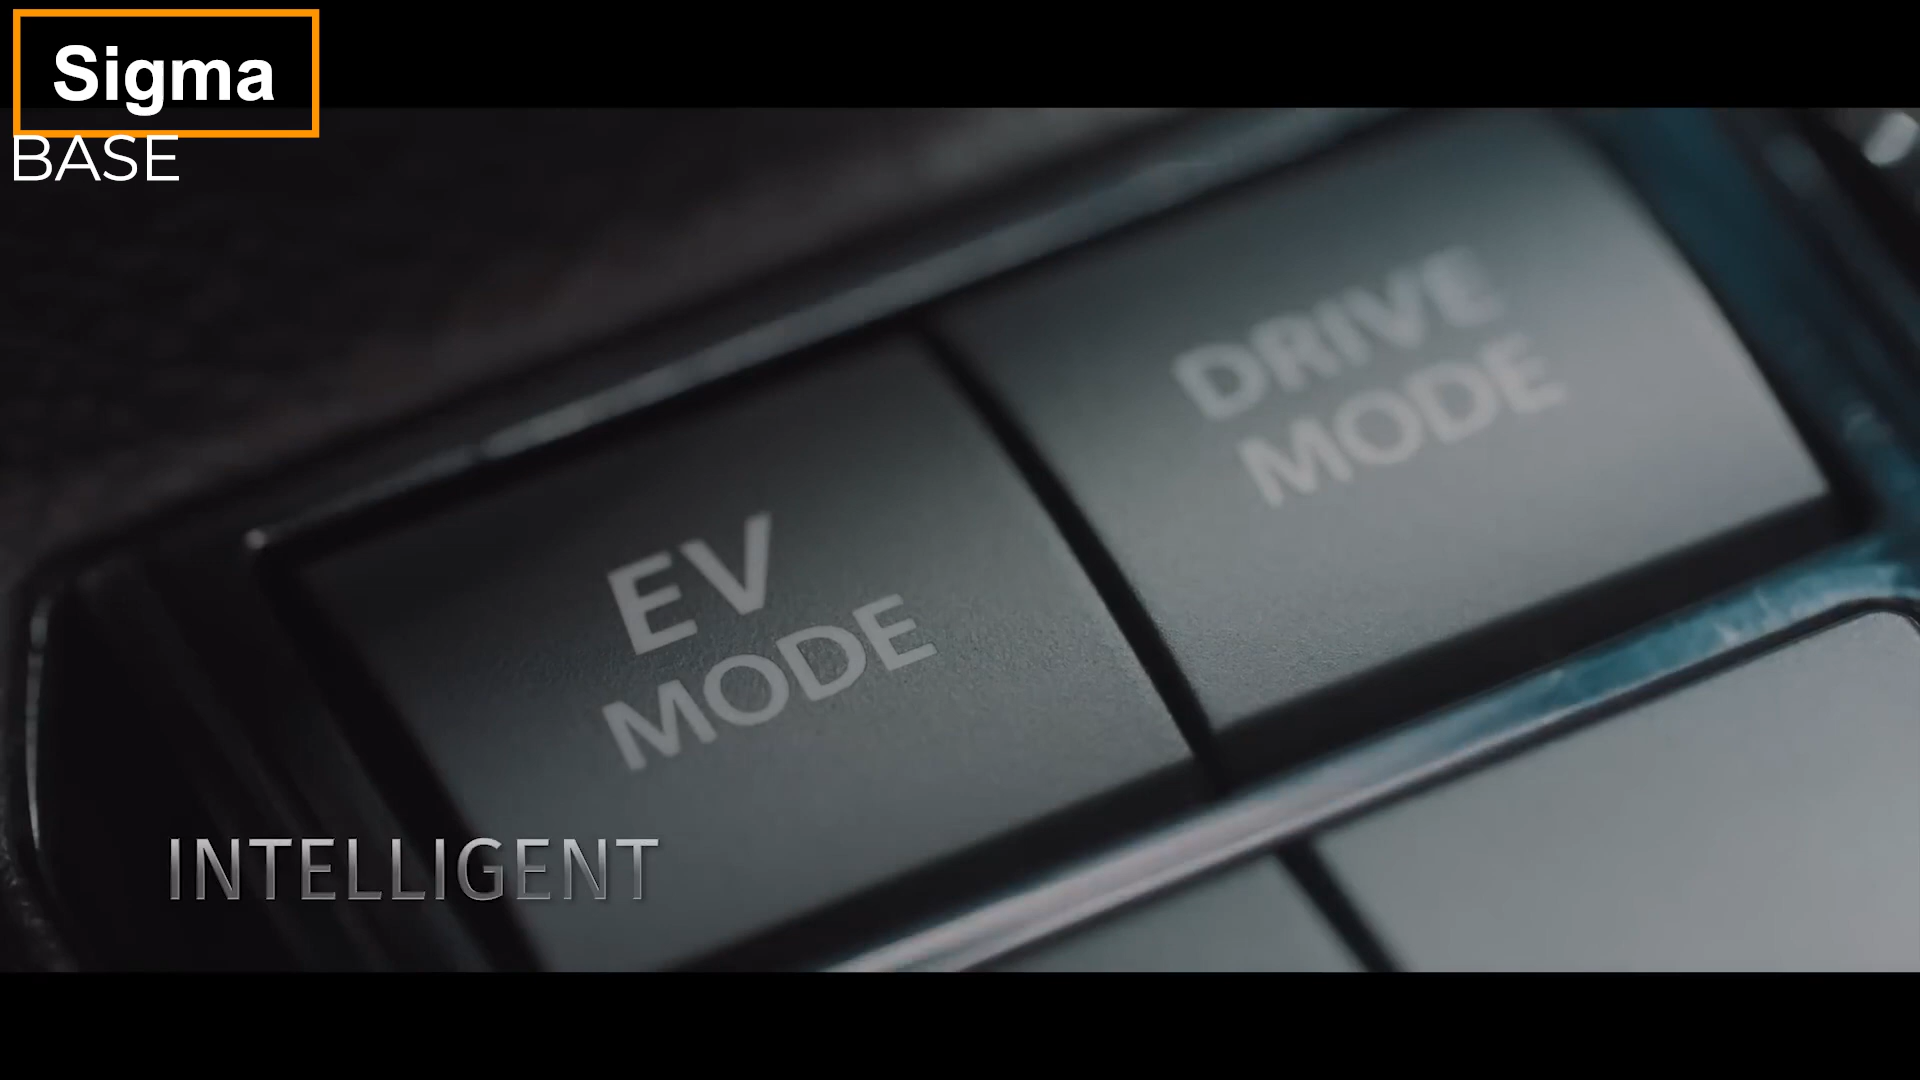 Sigma
BASE
DRIVE
MODE
EV
MODE
INTELLIGENT